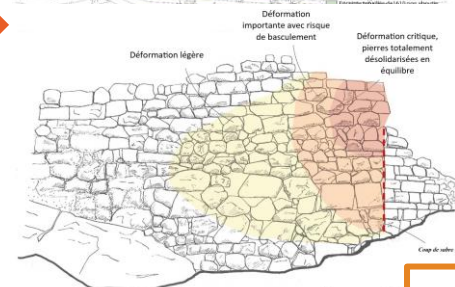 Déformation
importante avec risque
de basculement
Déformation critique,
pierres totalement
désolidarisées en
équilibre
Déformation légère
Coup de sabre